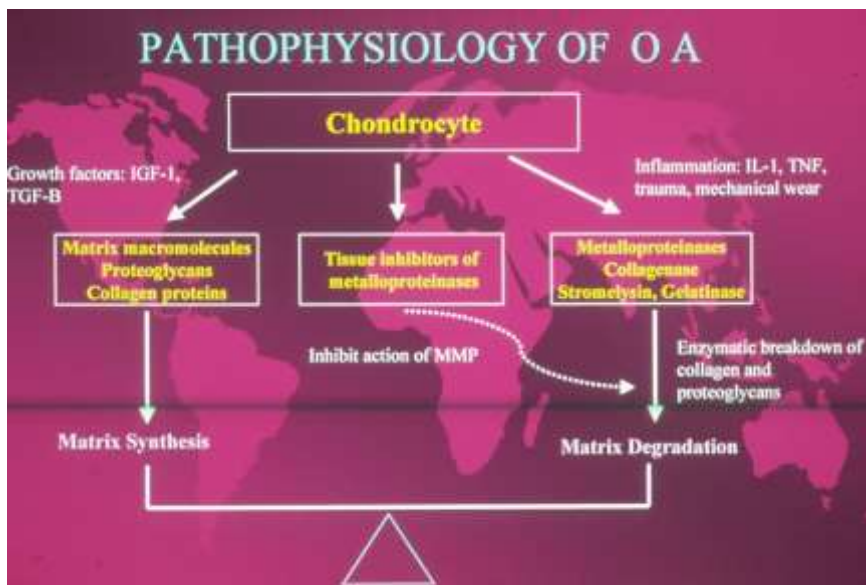 PATHOPHYSIOLOGY OF O A
Chondrocyte
Growth factors: IGF-1,
TGF-B
Inflammation: IL-1, TNF,
trauma, mechanical wear
Matrix macromolecules
Proteoglycans
Collagen proteins
Tissue inhibitors of
metalloproteinases
Metalloproteinases
Collagenase
Stromelysin, Gelatinase
Inhibit action of MMP
Enzymatic breakdown of
collagen and
proteoglycans
Matrix Synthesis
Matrix Degradation